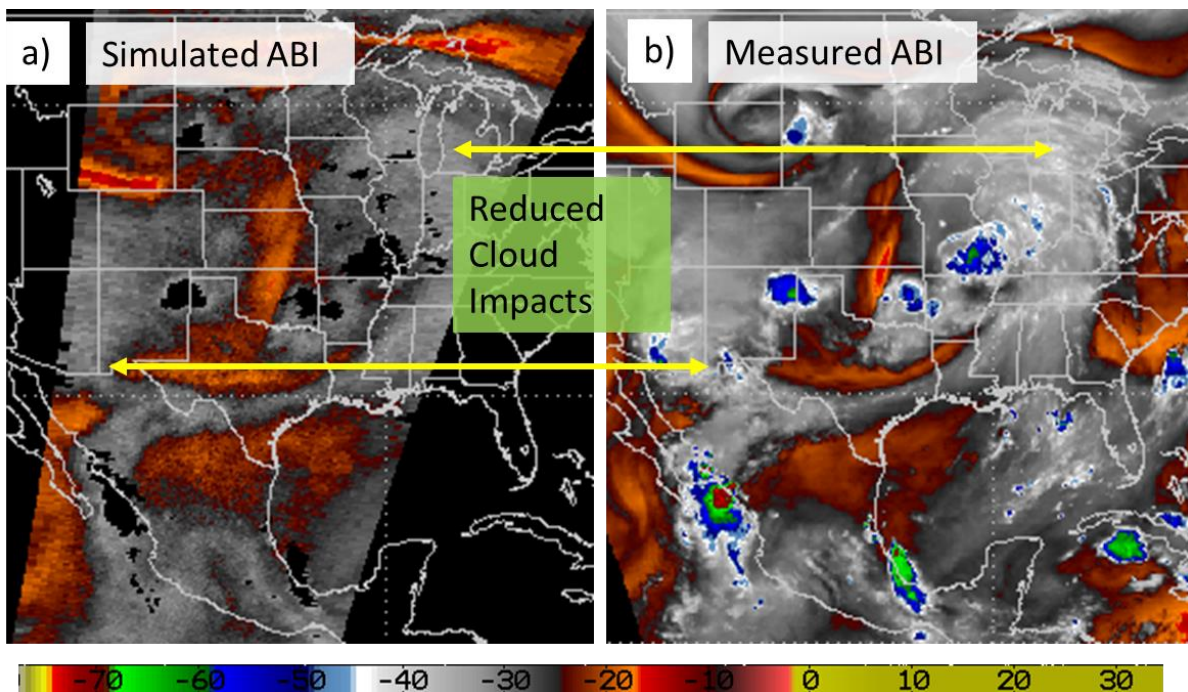 a) Simulated ABI
b) Measured ABI
Reduced
Cloud
Impacts
-70 -60 -50 -40 -30 -20 -10 0 10 20 30